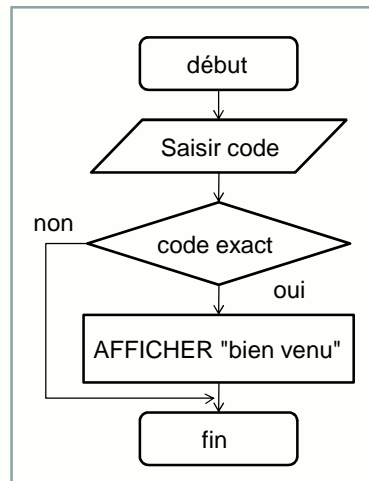 début
Saisir code
non
code exact
oui
AFFICHER "bien venu"
fin